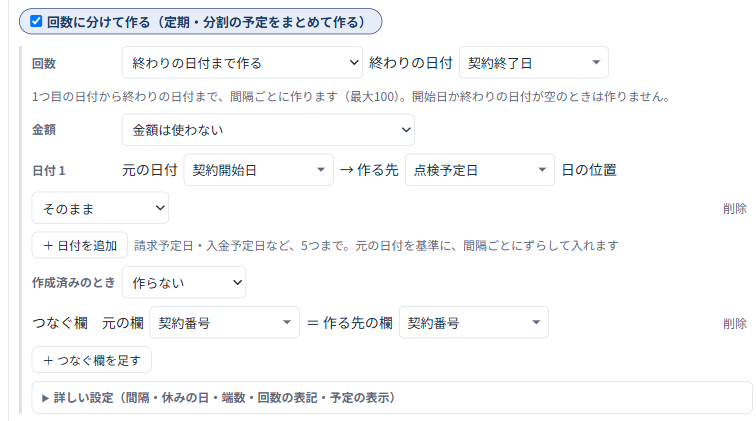 回数に分けて作る（定期・分割の予定をまとめて作る）
回数 終わりの日付まで作る 終わりの日付 契約終了日
1つ目の日付から終わりの日付まで、間隔ごとに作ります（最大100）。開始日か終わりの日付が空のときは作りません。
金額 金額は使わない
日付 1 元の日付 契約開始日 → 作る先 点検予定日 日の位置
そのまま 削除
＋ 日付を追加 請求予定日・入金予定日など、5つまで。元の日付を基準に、間隔ごとにずらして入れます
作成済みのとき 作らない
つなぐ欄 元の欄 契約番号 ＝ 作る先の欄 契約番号 削除
＋ つなぐ欄を足す
▶ 詳しい設定（間隔・休みの日・端数・回数の表記・予定の表示）